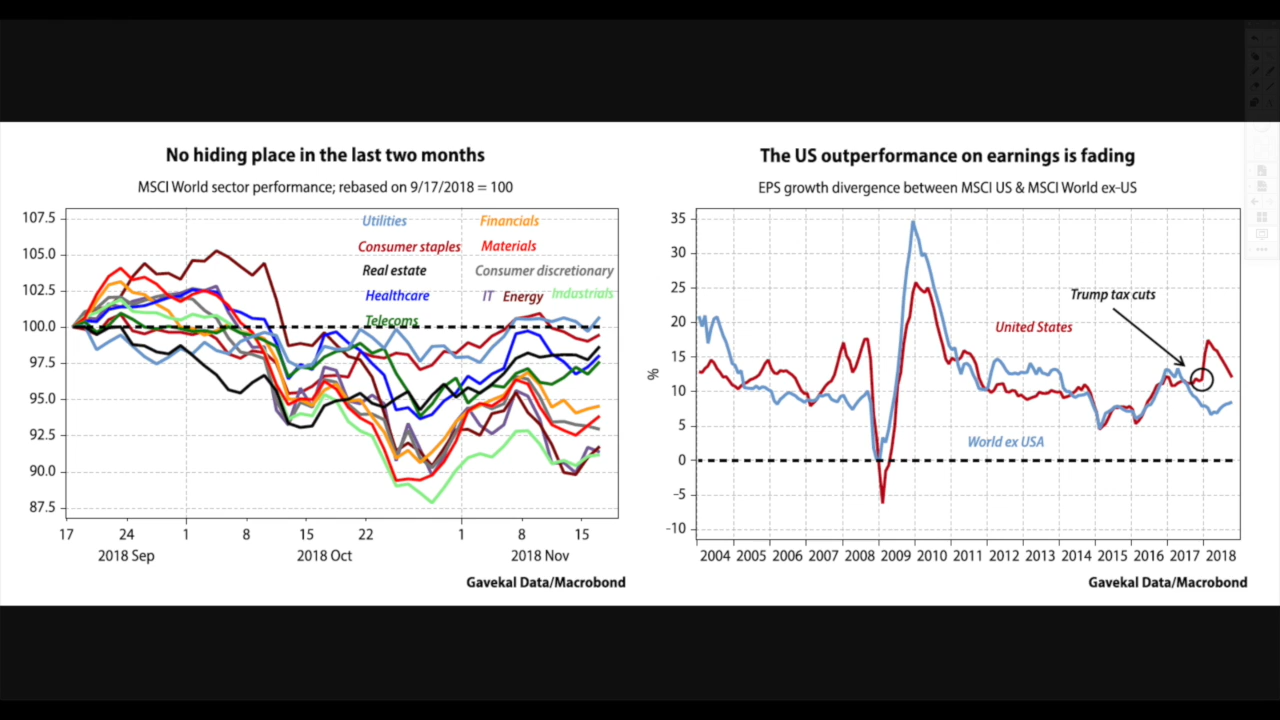 No hiding place in the last two months
MSCI World sector performance; rebased on 9/17/2018 = 100
107.5
105.0
102.5
100.0
97.5
95.0
92.5
90.0
87.5
Utilities
Financials
Consumer staples
Materials
Real estate
Consumer discretionary
Healthcare
IT
Energy
Industrials
Telecoms
17 24 1 8 15 22 1 8 15
2018 Sep 2018 Oct 2018 Nov
Gavekal Data/Macrobond
The US outperformance on earnings is fading
EPS growth divergence between MSCI US & MSCI World ex-US
%
35
30
25
20
15
10
5
0
-5
-10
Trump tax cuts
United States
World ex USA
2004 2005 2006 2007 2008 2009 2010 2011 2012 2013 2014 2015 2016 2017 2018
Gavekal Data/Macrobond